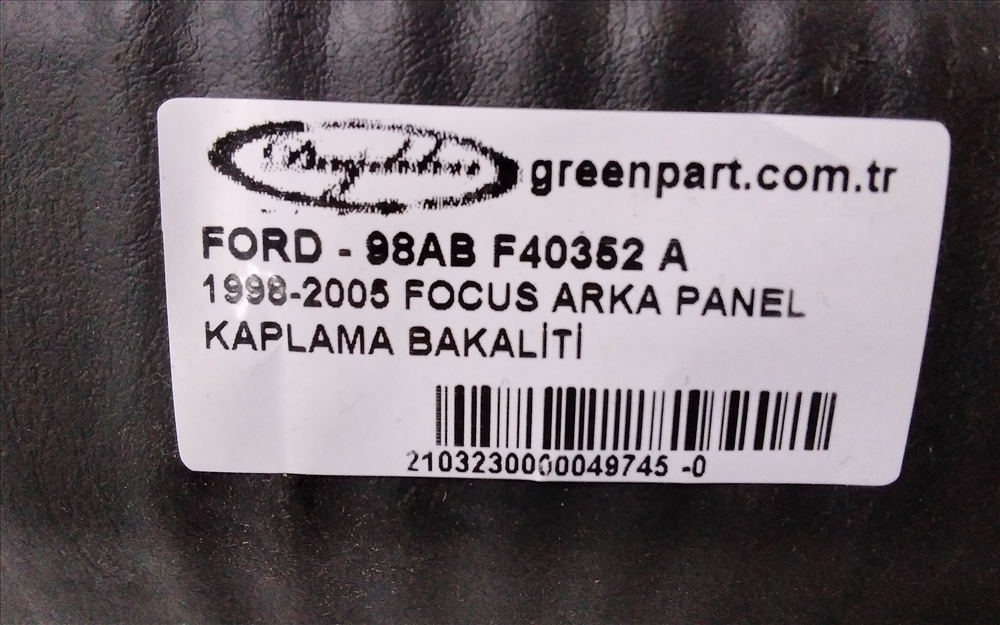 greenpart.com.tr
FORD - 98AB F40352 A
1998-2005 FOCUS ARKA PANEL
KAPLAMA BAKALİTİ
2103230000049745 -0